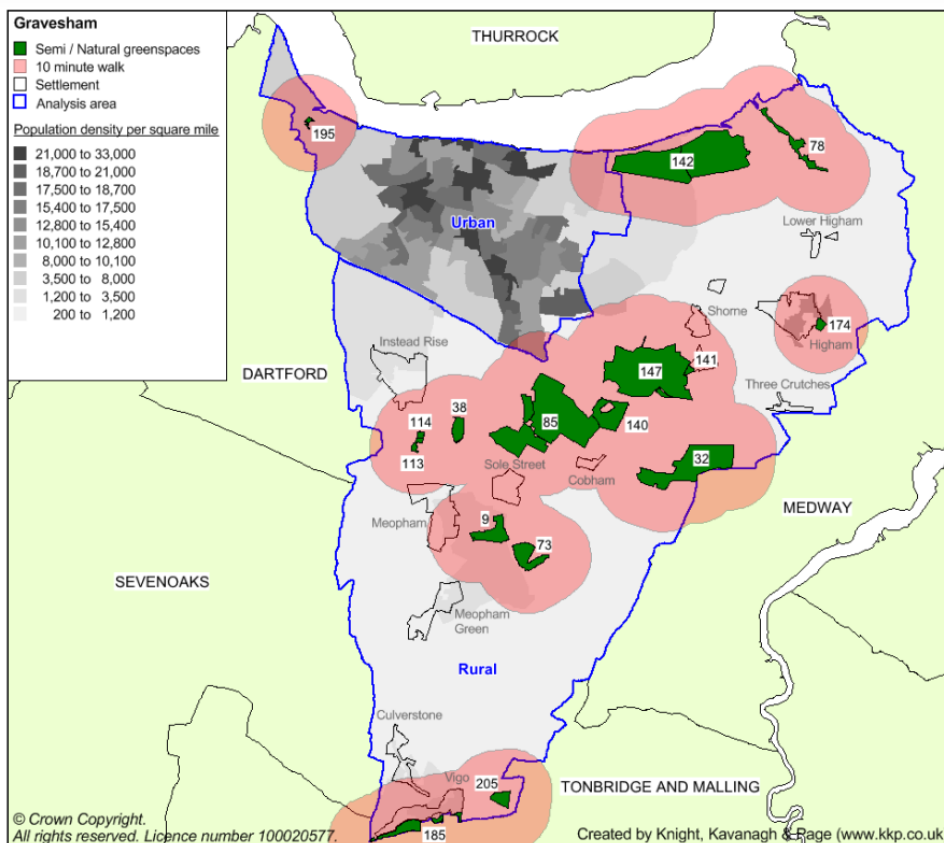 Gravesham
Semi / Natural greenspaces
10 minute walk
Settlement
Analysis area
Population density per square mile
21,000 to 33,000
18,700 to 21,000
17,500 to 18,700
15,400 to 17,500
12,800 to 15,400
10,100 to 12,800
8,000 to 10,100
3,500 to 8,000
1,200 to 3,500
200 to 1,200
THURROCK
195
142
78
Urban
Lower Higham
Shorne
174
Higham
Instead Rise
DARTFORD
141
147
Three Crutches
114
38
85
140
113
Sole Street
Cobham
32
MEDWAY
Meopham
9
73
SEVENOAKS
Meopham
Green
Rural
Culverstone
Vigo
205
TONBRIDGE AND MALLING
185
© Crown Copyright.
All rights reserved. Licence number 100020577.
Created by Knight, Kavanagh & Page (www.kkp.co.uk